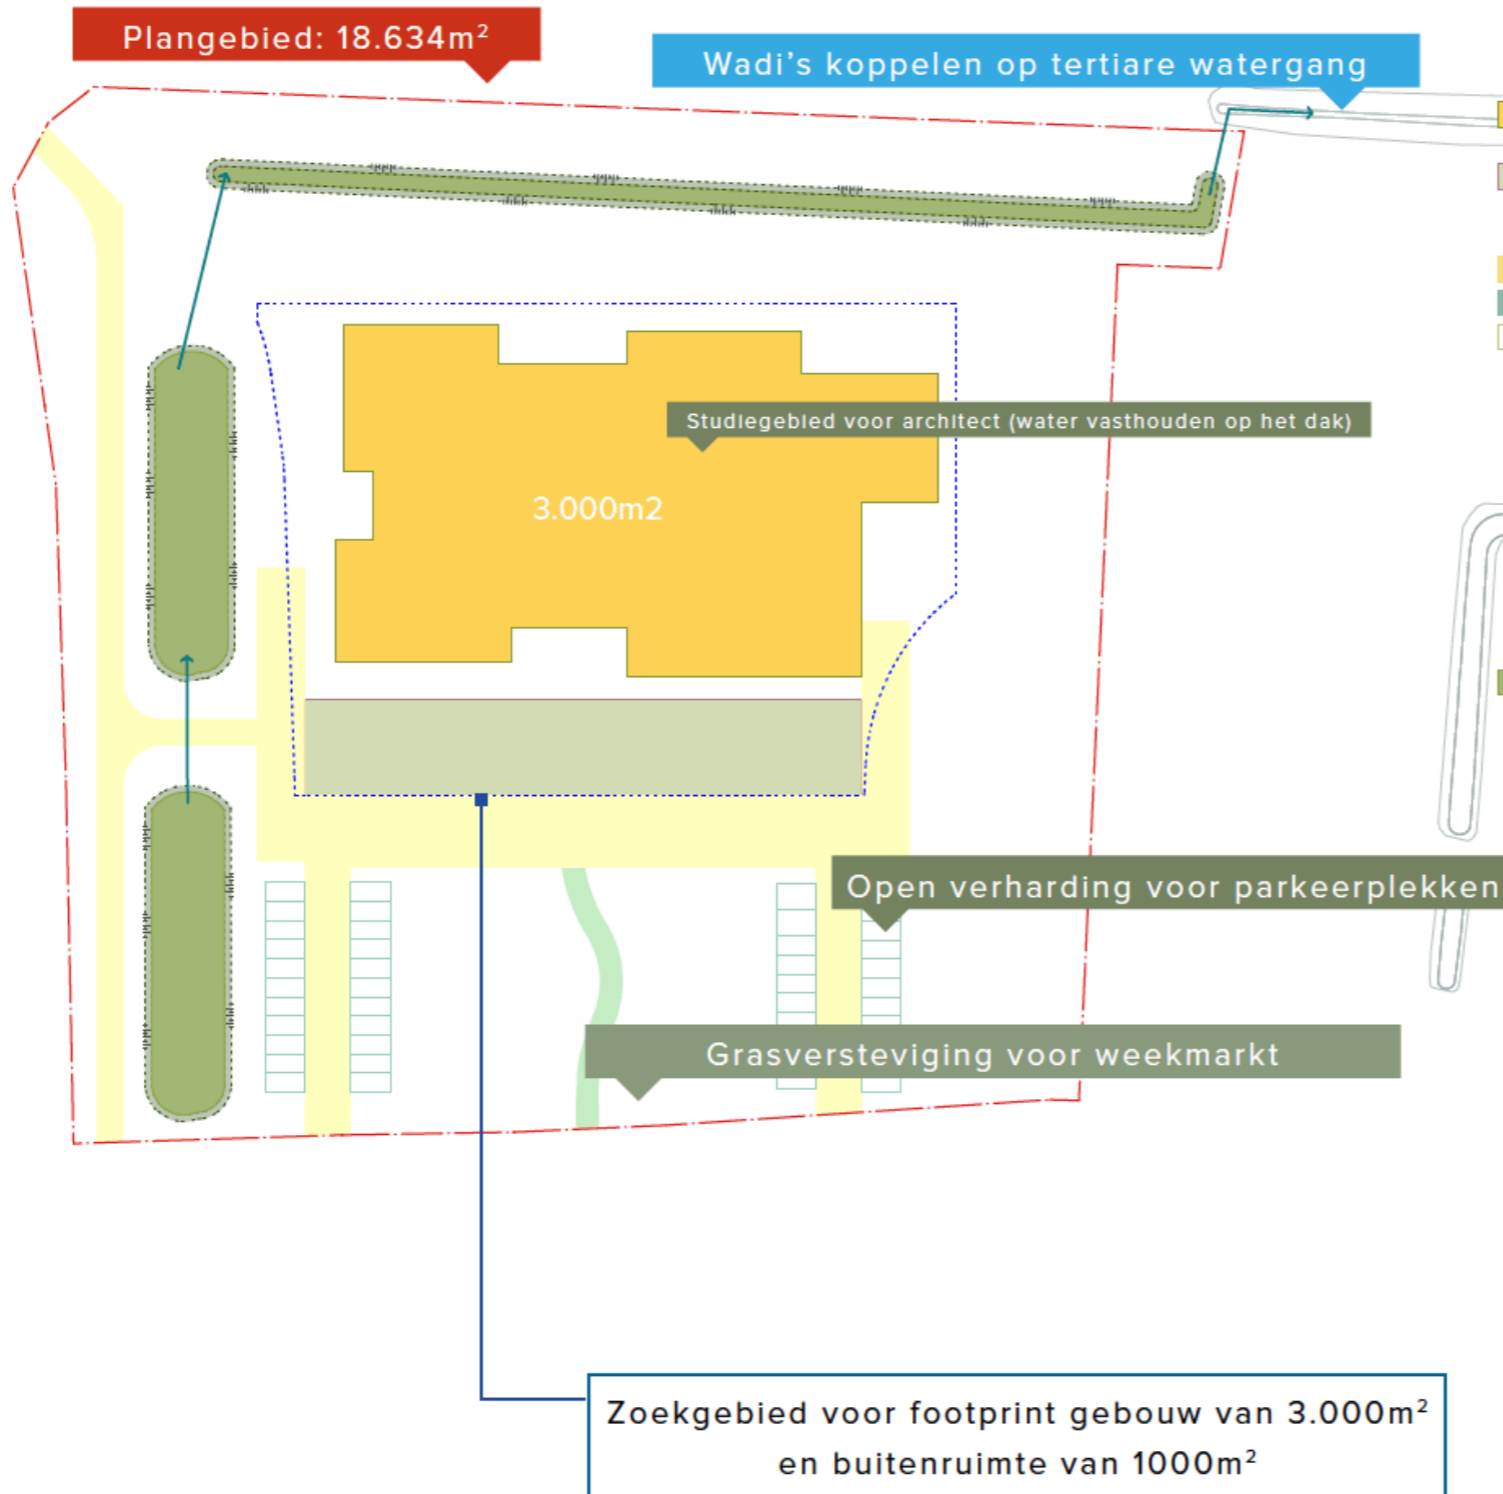 Plangebied: 18.634m²
Wadi's koppelen op tertiare watergang
Studiegebied voor architect (water vasthouden op het dak)
3.000m2
Open verharding voor parkeerplekken
Grasversteviging voor weekmarkt
Zoekgebied voor footprint gebouw van 3.000m²
en buitenruimte van 1000m²